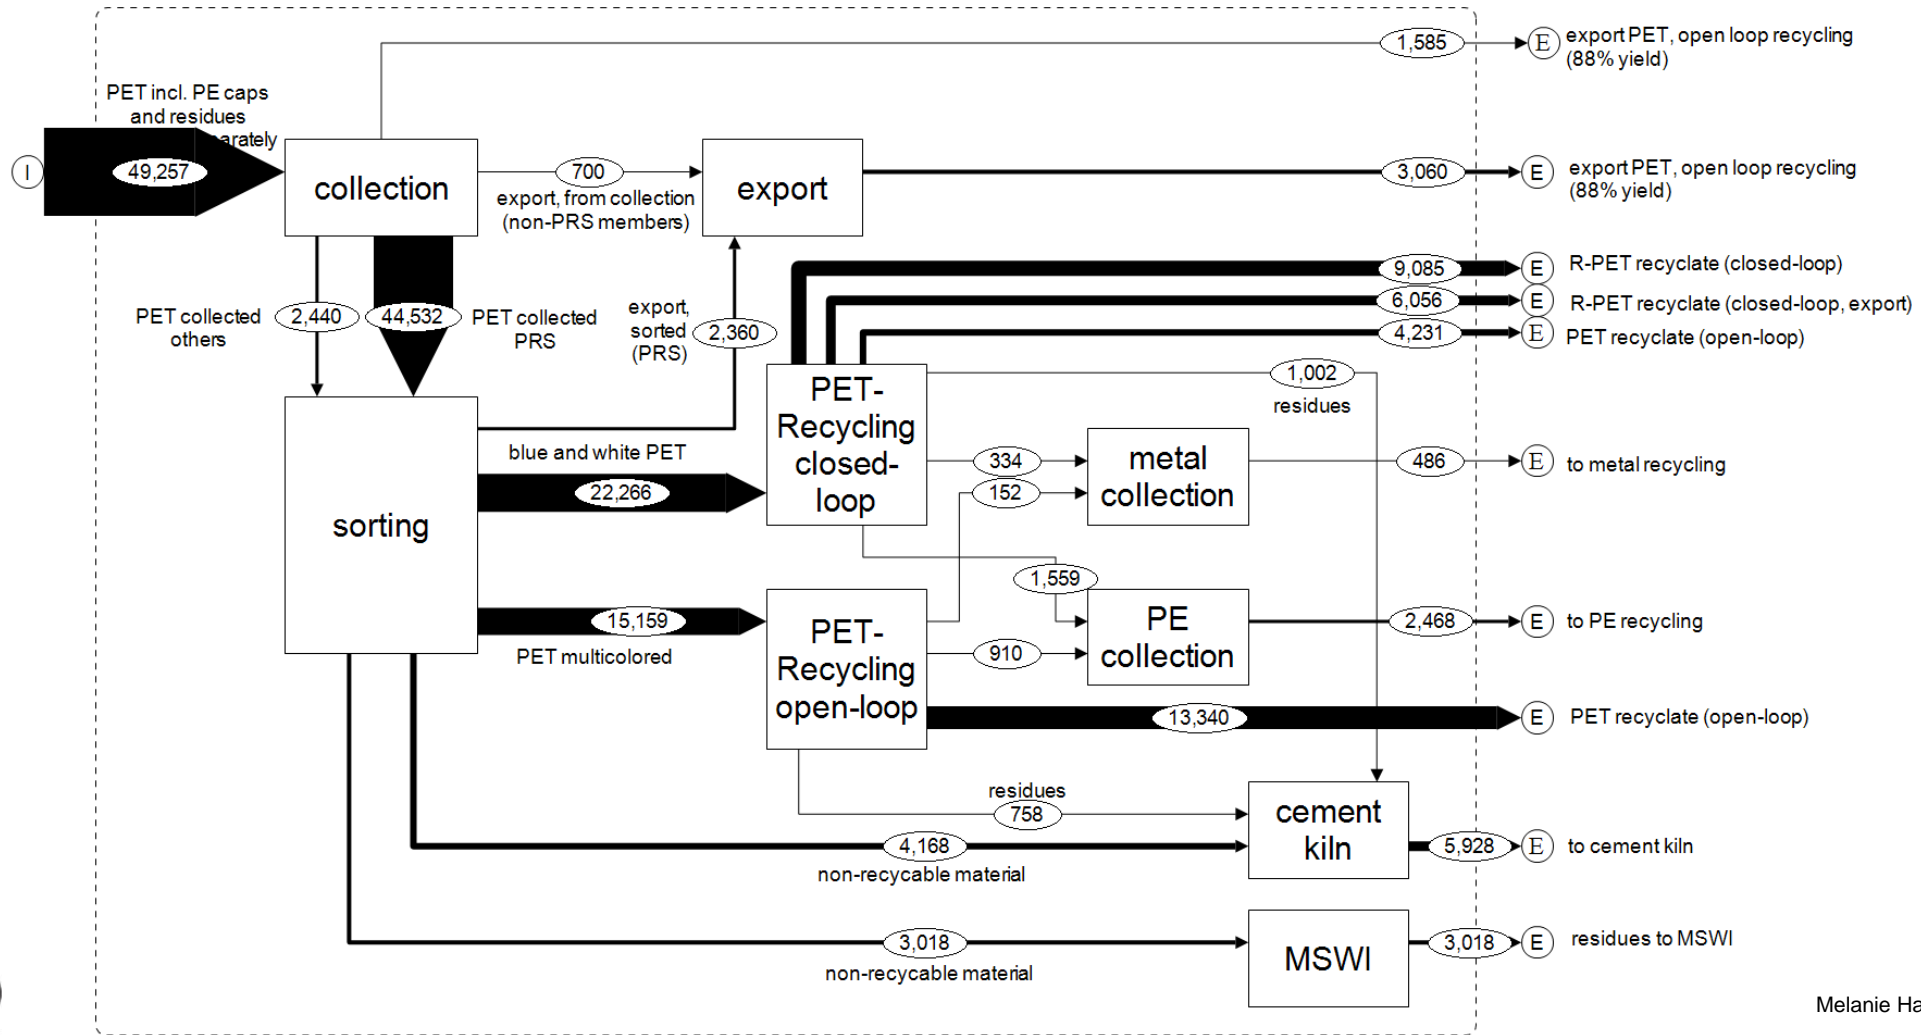 1,585
E
export PET, open loop recycling
(88% yield)
PET incl. PE caps
and residues
arately
I
49,257
collection
700
export, from collection
(non-PRS members)
export
3,060
E
export PET, open loop recycling
(88% yield)
9,085
E
R-PET recyclate (closed-loop)
6,056
E
R-PET recyclate (closed-loop, export)
4,231
E
PET recyclate (open-loop)
PET collected
others
2,440
44,532
PET collected
PRS
export,
sorted
(PRS)
2,360
PET-
Recycling
closed-
loop
1,002
residues
blue and white PET
22,266
sorting
334
152
metal
collection
486
E
to metal recycling
1,559
15,159
PET multicolored
PET-
Recycling
open-loop
910
PE
collection
2,468
E
to PE recycling
13,340
E
PET recyclate (open-loop)
residues
758
cement
kiln
4,168
non-recycable material
5,928
E
to cement kiln
3,018
non-recycable material
MSWI
3,018
E
residues to MSWI
Melanie Ha